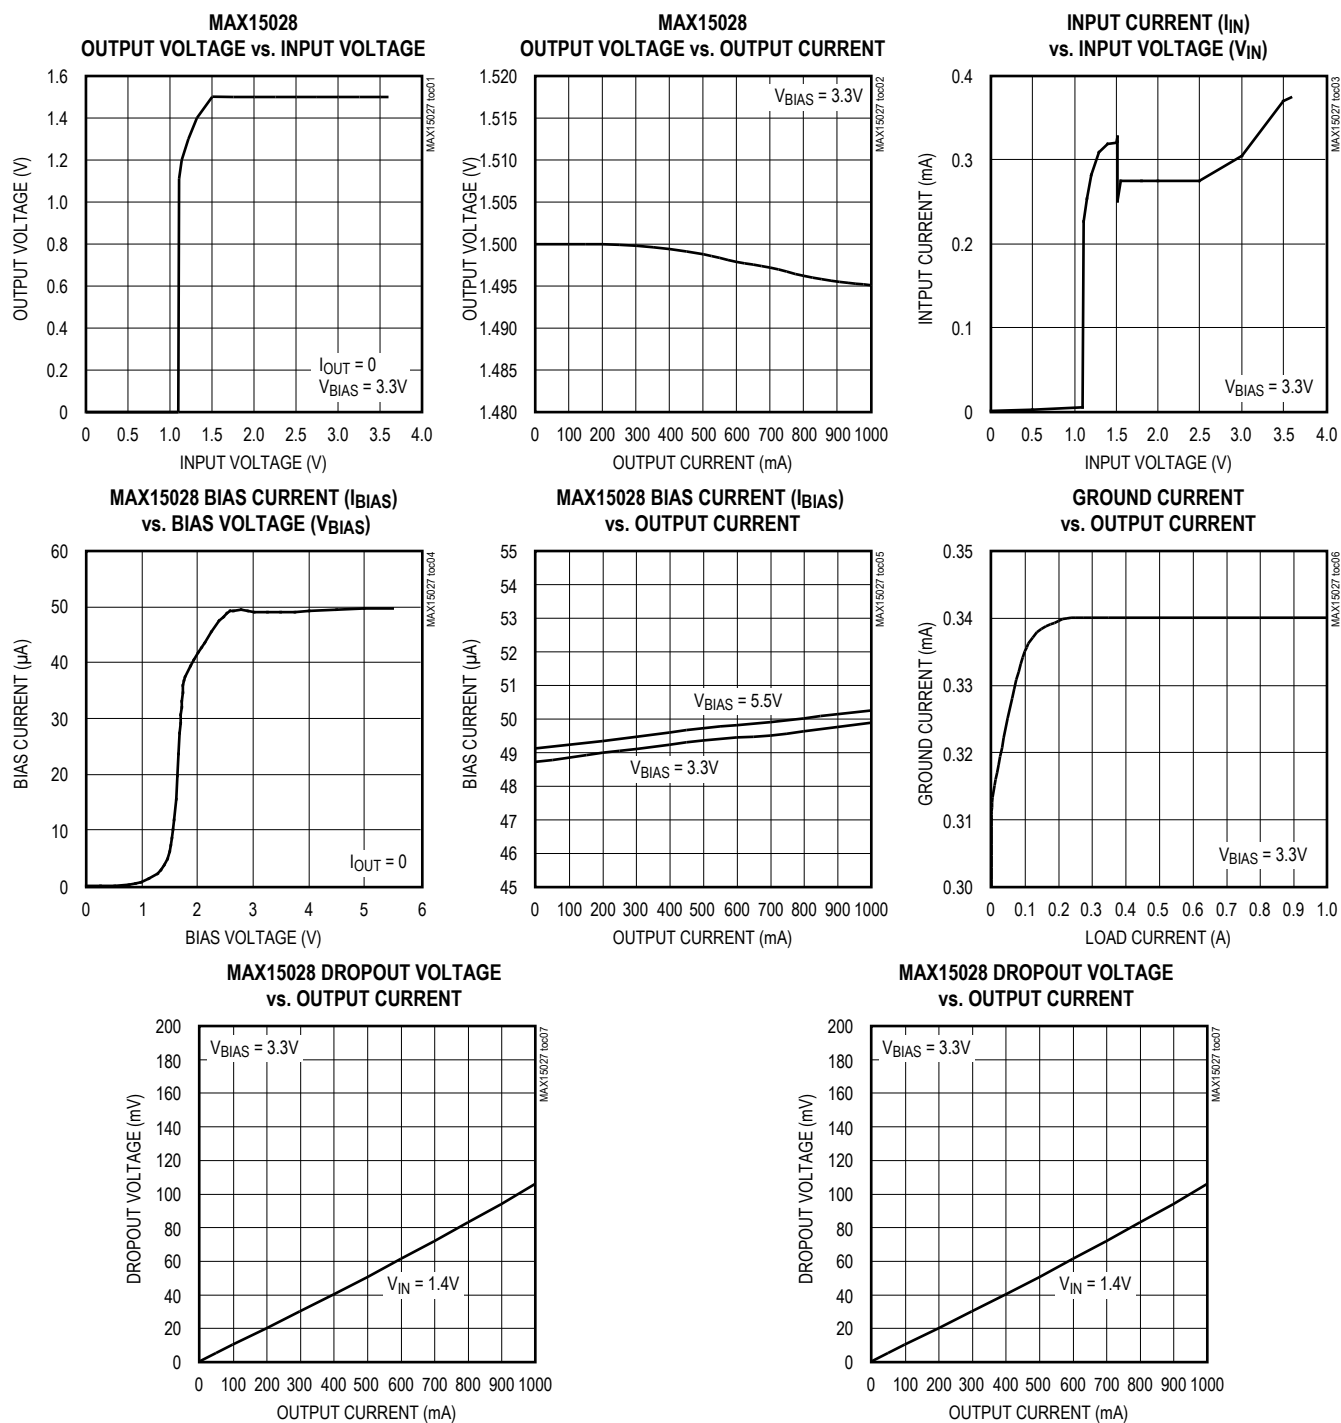 MAX15028
OUTPUT VOLTAGE vs. INPUT VOLTAGE
1.6
1.4
1.2
1.0
0.8
0.6
0.4
0.2
0
OUTPUT VOLTAGE (V)
IOUT = 0
VBIAS = 3.3V
0 0.5 1.0 1.5 2.0 2.5 3.0 3.5 4.0
INPUT VOLTAGE (V)
MAX15027 toc01
MAX15028
OUTPUT VOLTAGE vs. OUTPUT CURRENT
1.520
1.515
1.510
1.505
1.500
1.495
1.490
1.485
1.480
OUTPUT VOLTAGE (V)
VBIAS = 3.3V
0 100 200 300 400 500 600 700 800 900 1000
OUTPUT CURRENT (mA)
MAX15027 toc02
INPUT CURRENT (IIN)
vs. INPUT VOLTAGE (VIN)
0.4
0.3
0.2
0.1
0
INTPUT CURRENT (mA)
VBIAS = 3.3V
0 0.5 1.0 1.5 2.0 2.5 3.0 3.5 4.0
INPUT VOLTAGE (V)
MAX15027 toc03
MAX15028 BIAS CURRENT (IBIAS)
vs. BIAS VOLTAGE (VBIAS)
60
50
40
30
20
10
0
BIAS CURRENT (µA)
IOUT = 0
0 1 2 3 4 5 6
BIAS VOLTAGE (V)
MAX15027 toc04
MAX15028 BIAS CURRENT (IBIAS)
vs. OUTPUT CURRENT
55
54
53
52
51
50
49
48
47
46
45
BIAS CURRENT (µA)
VBIAS = 5.5V
VBIAS = 3.3V
0 100 200 300 400 500 600 700 800 900 1000
OUTPUT CURRENT (mA)
MAX15027 toc05
GROUND CURRENT
vs. OUTPUT CURRENT
0.35
0.34
0.33
0.32
0.31
0.30
GROUND CURRENT (mA)
VBIAS = 3.3V
0 0.1 0.2 0.3 0.4 0.5 0.6 0.7 0.8 0.9 1.0
LOAD CURRENT (A)
MAX15027 toc06
MAX15028 DROPOUT VOLTAGE
vs. OUTPUT CURRENT
200
180
160
140
120
100
80
60
40
20
0
DROPOUT VOLTAGE (mV)
VBIAS = 3.3V
VIN = 1.4V
0 100 200 300 400 500 600 700 800 900 1000
OUTPUT CURRENT (mA)
MAX15027 toc07
MAX15028 DROPOUT VOLTAGE
vs. OUTPUT CURRENT
200
180
160
140
120
100
80
60
40
20
0
DROPOUT VOLTAGE (mV)
VBIAS = 3.3V
VIN = 1.4V
0 100 200 300 400 500 600 700 800 900 1000
OUTPUT CURRENT (mA)
MAX15027 toc07